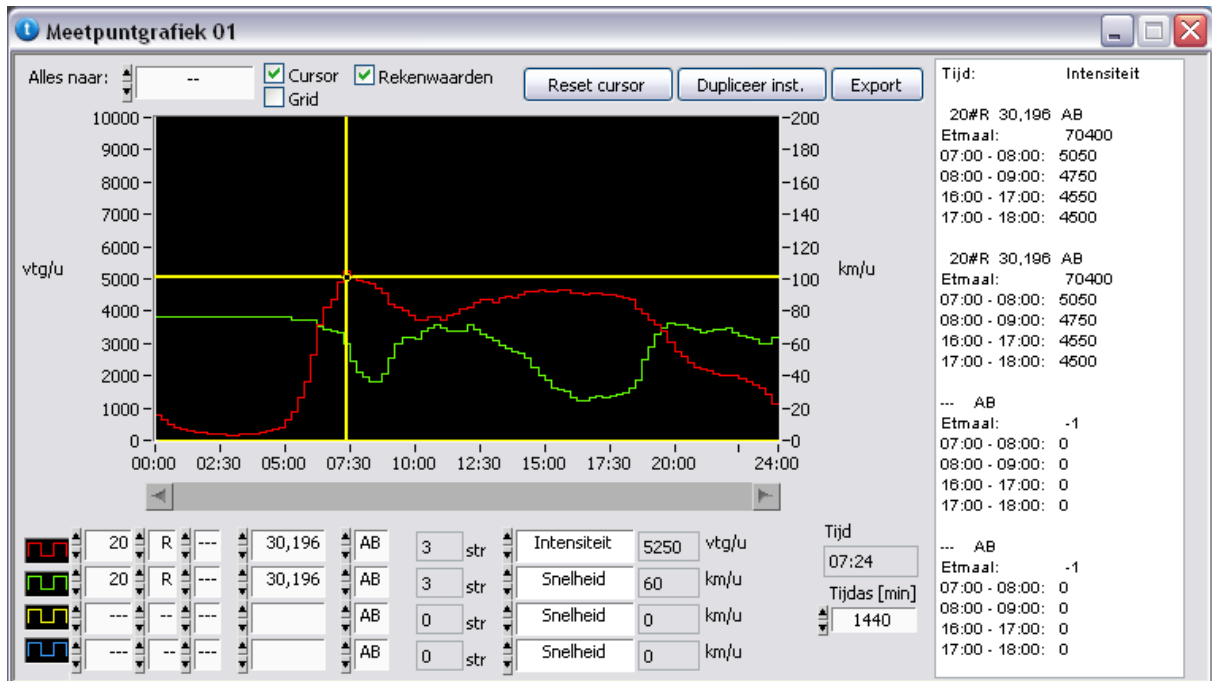 Meetpuntgrafiek 01
Alles naar: --
Cursor
Rekenwaarden
Grid
Reset cursor
Dupliceer inst.
Export
10000
9000
8000
7000
6000
5000
4000
3000
2000
1000
0
vtg/u
200
180
160
140
120
100
80
60
40
20
0
km/u
00:00 02:30 05:00 07:30 10:00 12:30 15:00 17:30 20:00 24:00
20 R --- 30,196 AB 3 str Intensiteit 5250 vtg/u
20 R --- 30,196 AB 3 str Snelheid 60 km/u
--- -- --- AB 0 str Snelheid 0 km/u
--- -- --- AB 0 str Snelheid 0 km/u
Tijd
07:24
Tijdas [min]
1440
Tijd: Intensiteit
20#R 30,196 AB
Etmaal: 70400
07:00 - 08:00: 5050
08:00 - 09:00: 4750
16:00 - 17:00: 4550
17:00 - 18:00: 4500
20#R 30,196 AB
Etmaal: 70400
07:00 - 08:00: 5050
08:00 - 09:00: 4750
16:00 - 17:00: 4550
17:00 - 18:00: 4500
--- AB
Etmaal: -1
07:00 - 08:00: 0
08:00 - 09:00: 0
16:00 - 17:00: 0
17:00 - 18:00: 0
--- AB
Etmaal: -1
07:00 - 08:00: 0
08:00 - 09:00: 0
16:00 - 17:00: 0
17:00 - 18:00: 0